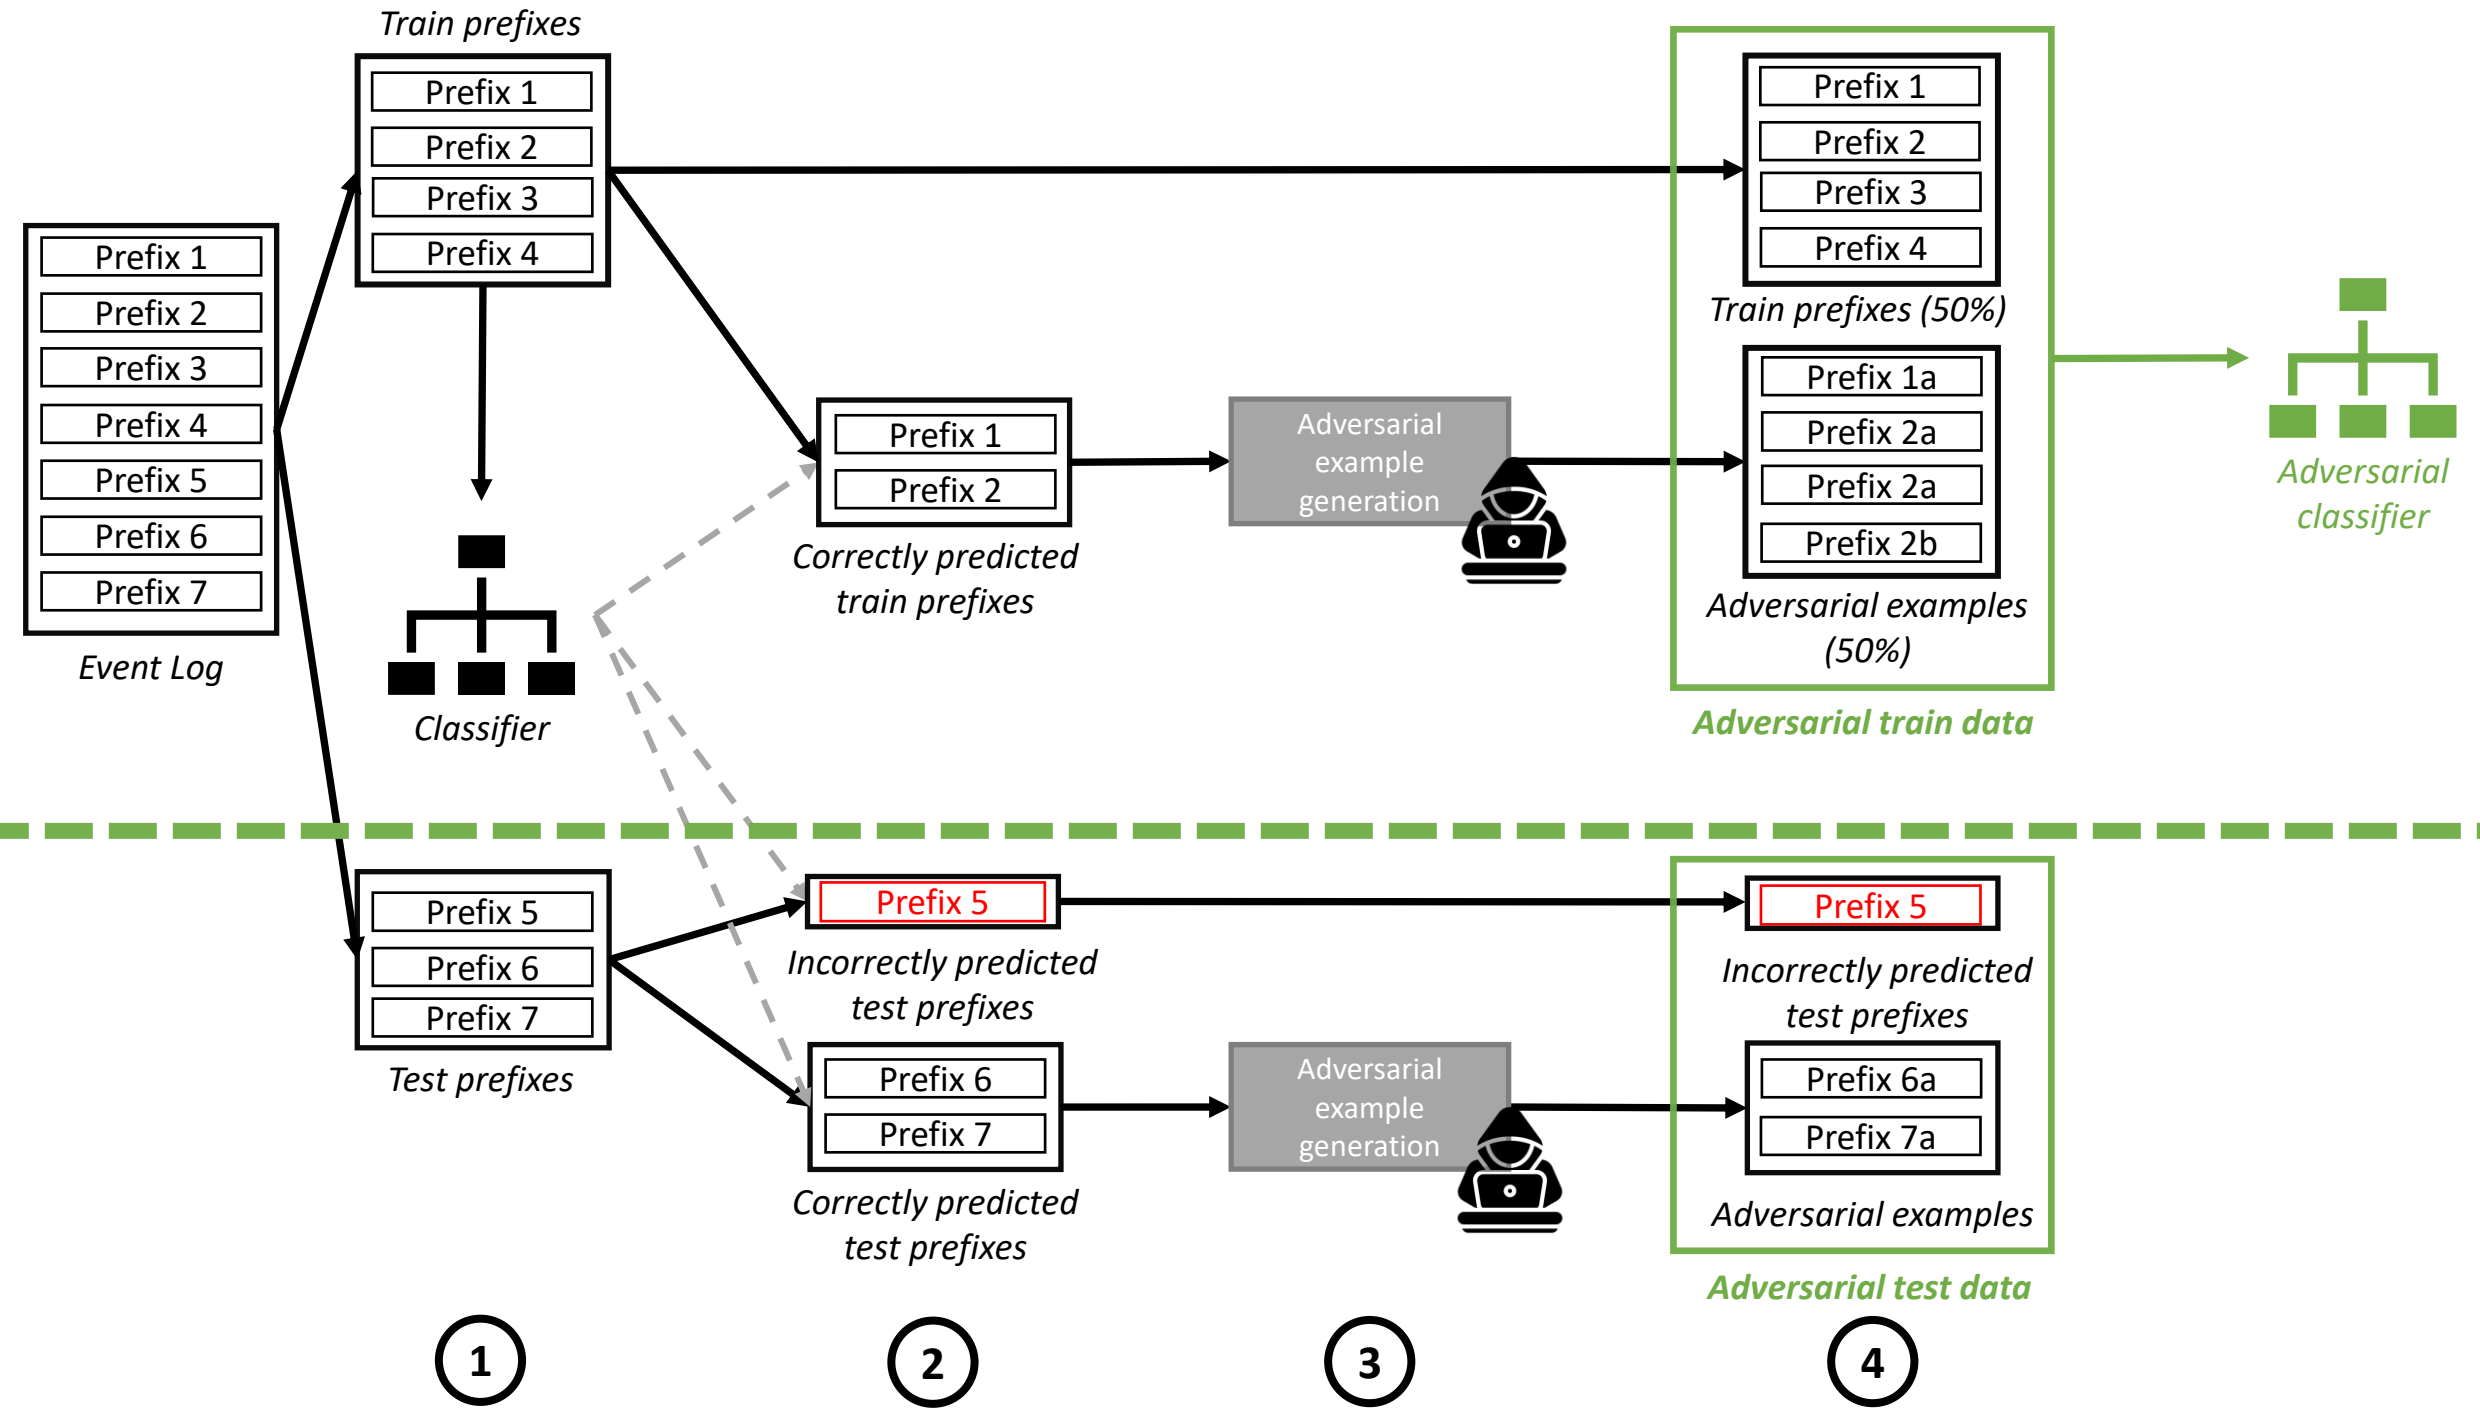 Train prefixes
Prefix 1
Prefix 2
Prefix 3
Prefix 4
Prefix 1
Prefix 2
Prefix 3
Prefix 4
Prefix 5
Prefix 6
Prefix 7
Event Log
Classifier
Prefix 1
Prefix 2
Correctly predicted
train prefixes
Adversarial
example
generation
Prefix 1
Prefix 2
Prefix 3
Prefix 4
Train prefixes (50%)
Prefix 1a
Prefix 2a
Prefix 2a
Prefix 2b
Adversarial examples
(50%)
Adversarial train data
Adversarial
classifier
Prefix 5
Prefix 6
Prefix 7
Test prefixes
Prefix 5
Incorrectly predicted
test prefixes
Prefix 6
Prefix 7
Correctly predicted
test prefixes
Adversarial
example
generation
Prefix 5
Incorrectly predicted
test prefixes
Prefix 6a
Prefix 7a
Adversarial examples
Adversarial test data
1
2
3
4